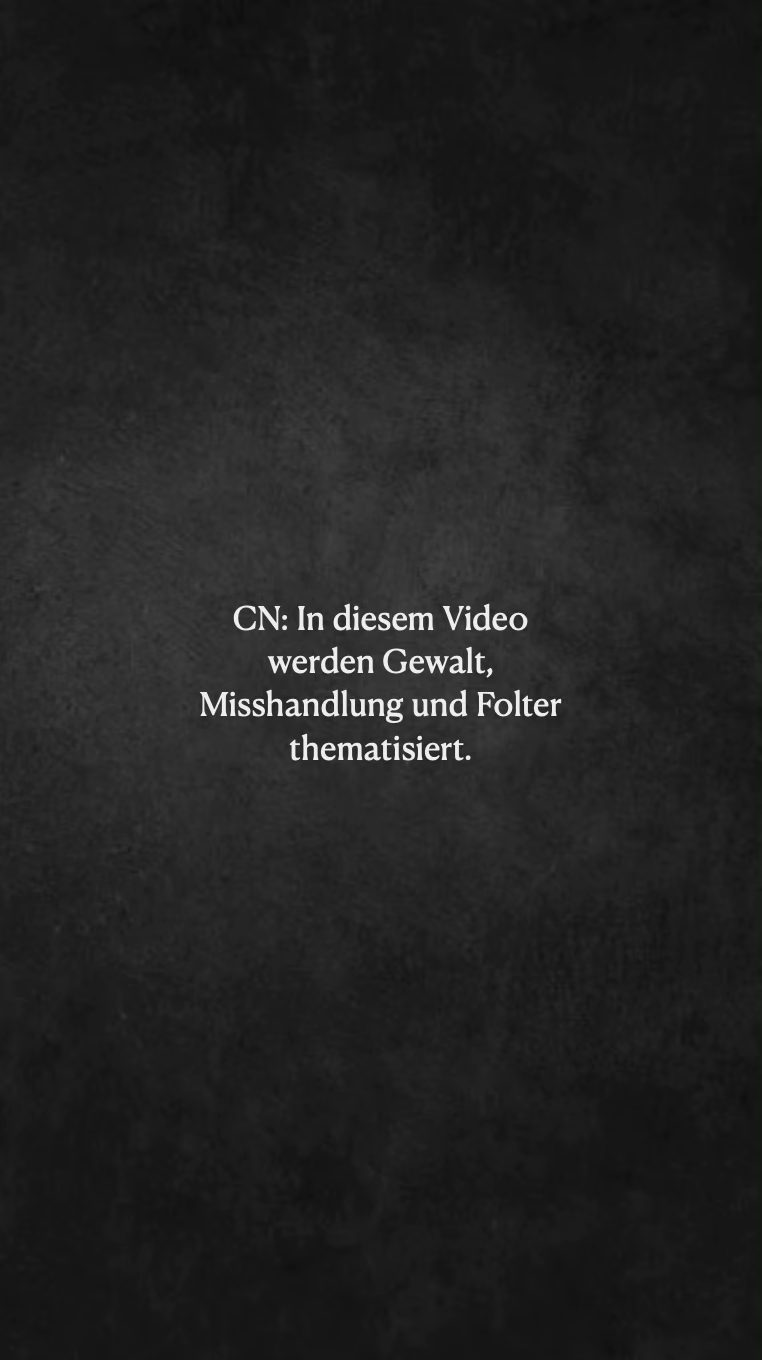 CN: In diesem Video
werden Gewalt,
Misshandlung und Folter
thematisiert.